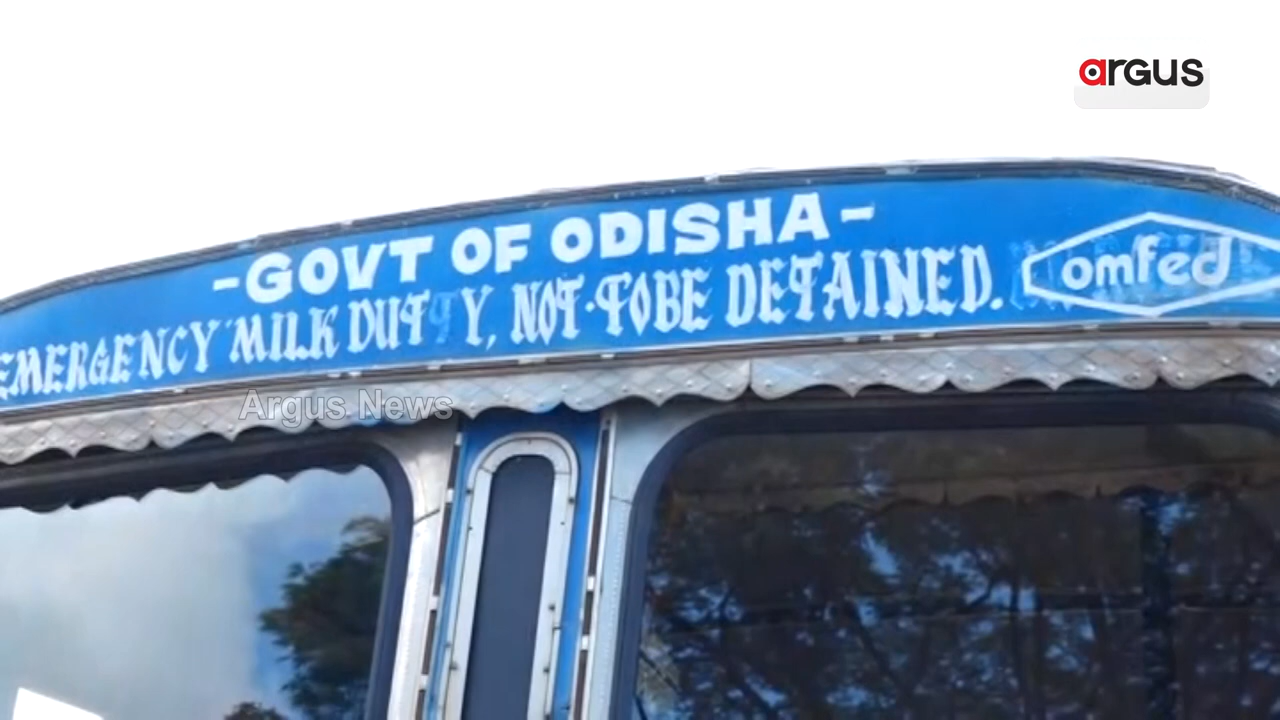 argus
-GOVT OF ODISHA-
EMERGENCY MILK DUTY, NOT·TOBE DETAINED.
omfed
Argus News